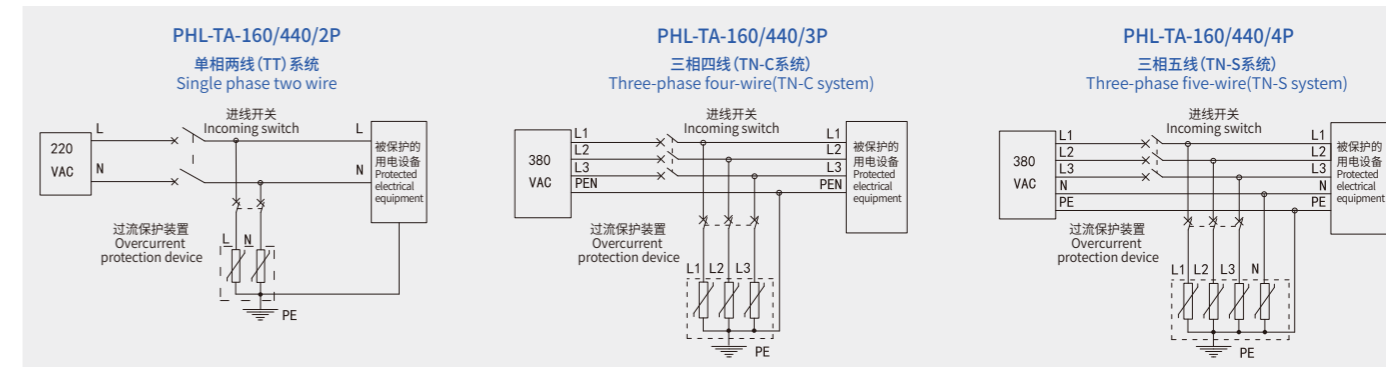 PHL-TA-160/440/2P
单相两线(TT)系统
Single phase two wire
进线开关
Incoming switch
L
L
220
VAC
N
N
被保护的
用电设备
Protected
electrical
equipment
过流保护装置
Overcurrent
protection device
L
N
PE
PHL-TA-160/440/3P
三相四线(TN-C系统)
Three-phase four-wire(TN-C system)
进线开关
Incoming switch
380
VAC
L1
L2
L3
PEN
L1
L2
L3
PEN
被保护的
用电设备
Protected
electrical
equipment
过流保护装置
Overcurrent
protection device
L1 L2 L3
PE
PHL-TA-160/440/4P
三相五线(TN-S系统)
Three-phase five-wire(TN-S system)
进线开关
Incoming switch
380
VAC
L1
L2
L3
N
PE
L1
L2
L3
N
PE
被保护的
用电设备
Protected
electrical
equipment
过流保护装置
Overcurrent
protection device
L1 L2 L3 N
PE